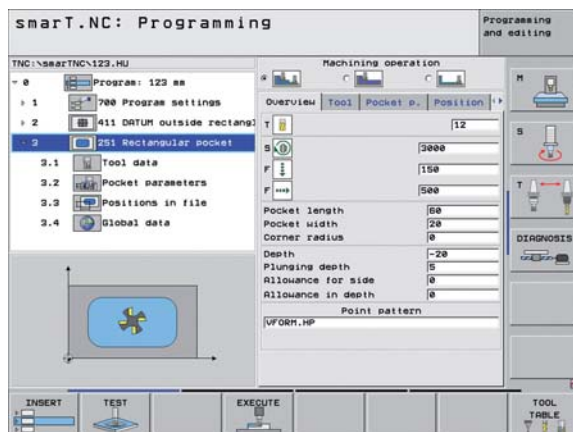 smarT.NC: Programming
Programming
and editing
TNC:\smarTNC\123.HU
0 Program: 123 mm
1 700 Program settings
2 411 DATUM outside rectangl
3 251 Rectangular pocket
3.1 Tool data
3.2 Pocket parameters
3.3 Positions in file
3.4 Global data
Machining operation
Overview Tool Pocket p. Position
T 12
S 3000
F 150
F 500
Pocket length 60
Pocket width 20
Corner radius 0
Depth -20
Plunging depth 5
Allowance for side 0
Allowance in depth 0
Point pattern
VFORM.HP
M
S
T
DIAGNOSIS
INSERT
TEST
EXECUTE
TOOL
TABLE